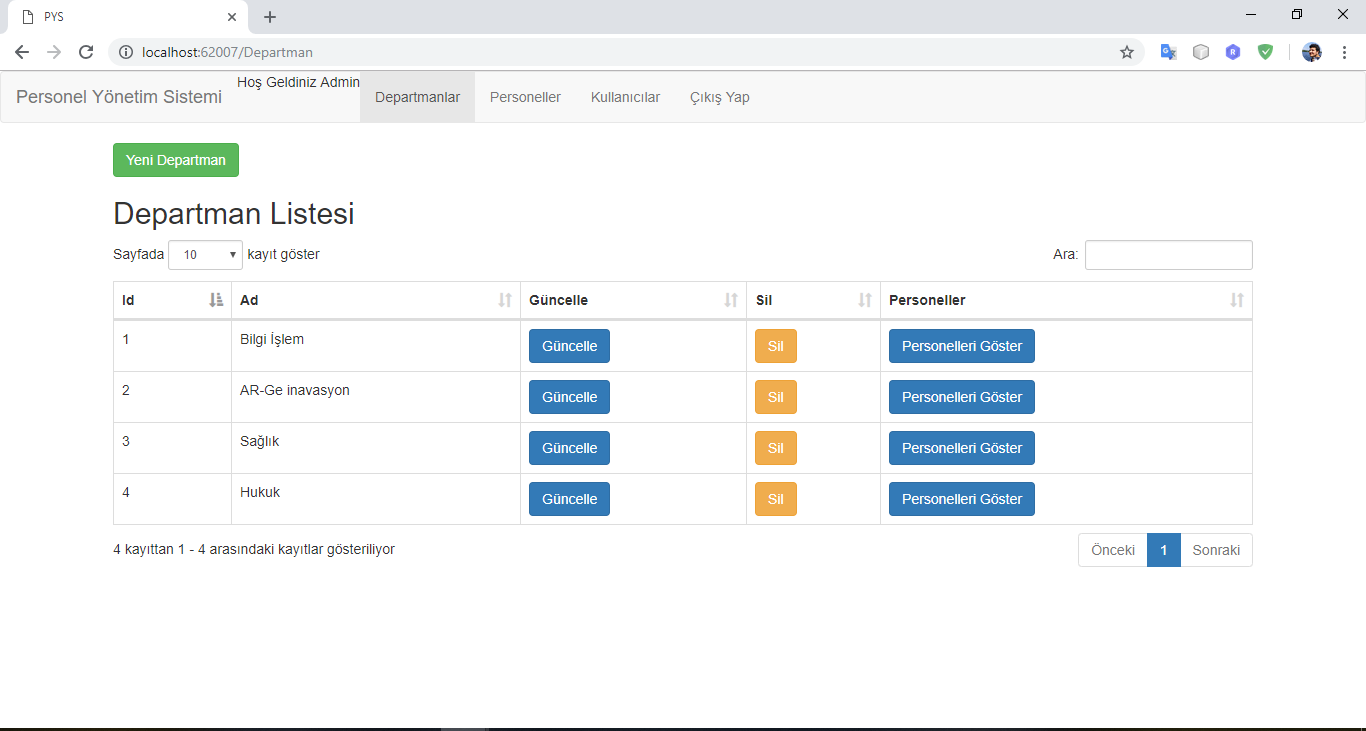 PYS
localhost:62007/Departman
Personel Yönetim Sistemi Hoş Geldiniz Admin Departmanlar Personeller Kullanıcılar Çıkış Yap
Yeni Departman
Departman Listesi
Sayfada 10 kayıt göster Ara:
Id Ad Güncelle Sil Personeller
1 Bilgi İşlem Güncelle Sil Personelleri Göster
2 AR-Ge inavasyon Güncelle Sil Personelleri Göster
3 Sağlık Güncelle Sil Personelleri Göster
4 Hukuk Güncelle Sil Personelleri Göster
4 kayıttan 1 - 4 arasındaki kayıtlar gösteriliyor Önceki 1 Sonraki